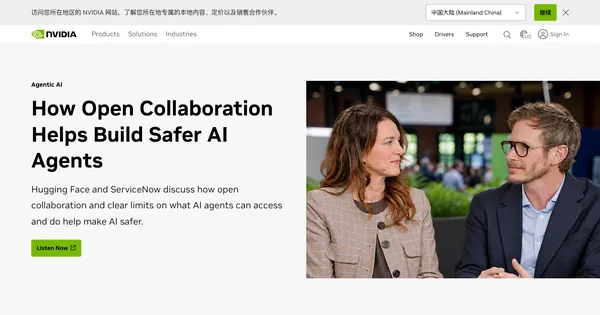 访问您所在地区的 NVIDIA 网站，了解您所在地专属的本地内容、定价以及销售合作伙伴。
中国大陆 (Mainland China)
继续
NVIDIA
Products Solutions Industries
Shop Drivers Support
US
Sign In
Agentic AI
How Open Collaboration
Helps Build Safer AI
Agents
Hugging Face and ServiceNow discuss how open
collaboration and clear limits on what AI agents can access
and do help make AI safer.
Listen Now